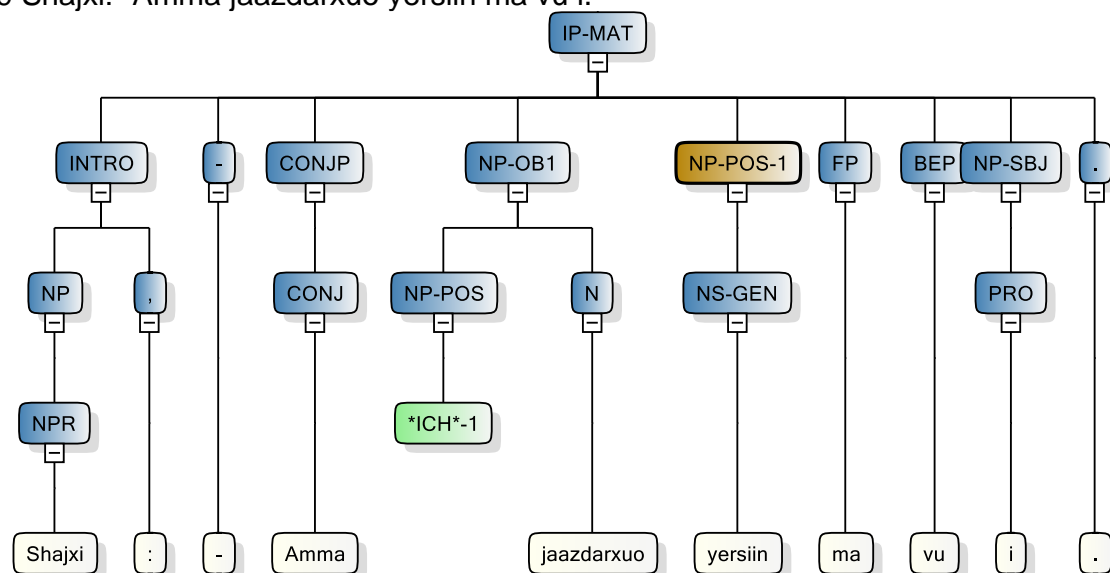 Shajxi: - Amma jaazdarxuo yersiin ma vu i.
IP-MAT
INTRO - CONJP NP-OB1 NP-POS-1 FP BEP NP-SBJ .
NP , CONJ NP-POS N NS-GEN PRO
NPR *ICH*-1
Shajxi : - Amma jaazdarxuo yersiin ma vu i .